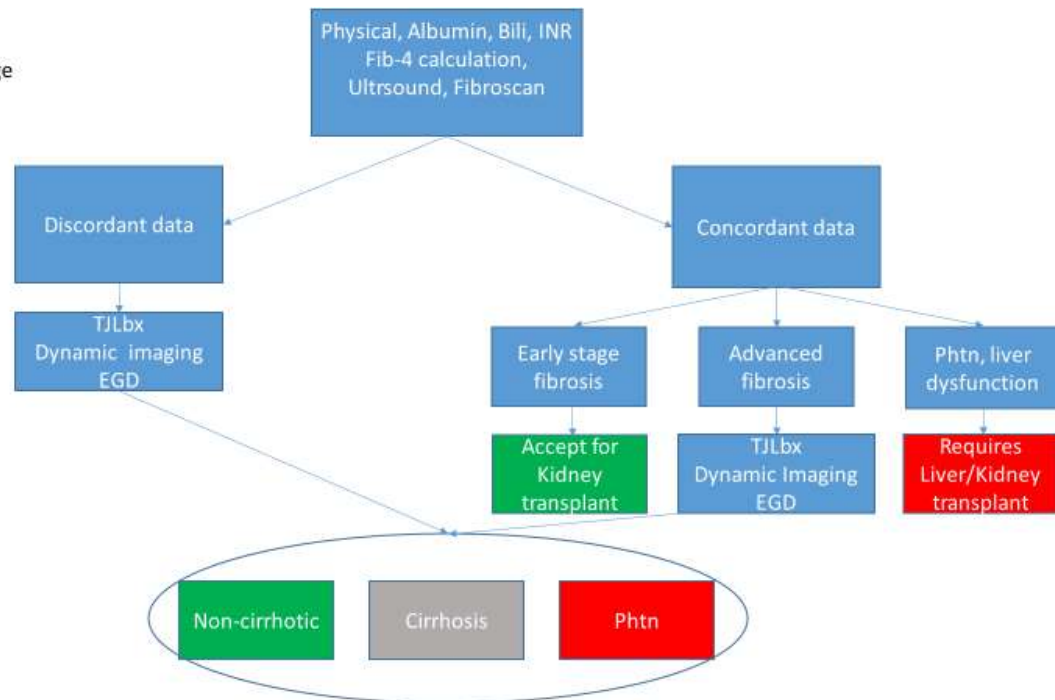 Physical, Albumin, Bili, INR
Fib-4 calculation,
Ultrsound, Fibroscan
Discordant data
Concordant data
TJLbx
Dynamic imaging
EGD
Early stage
fibrosis
Advanced
fibrosis
Phtn, liver
dysfunction
Accept for
Kidney
transplant
TJLbx
Dynamic Imaging
EGD
Requires
Liver/Kidney
transplant
Non-cirrhotic
Cirrhosis
Phtn